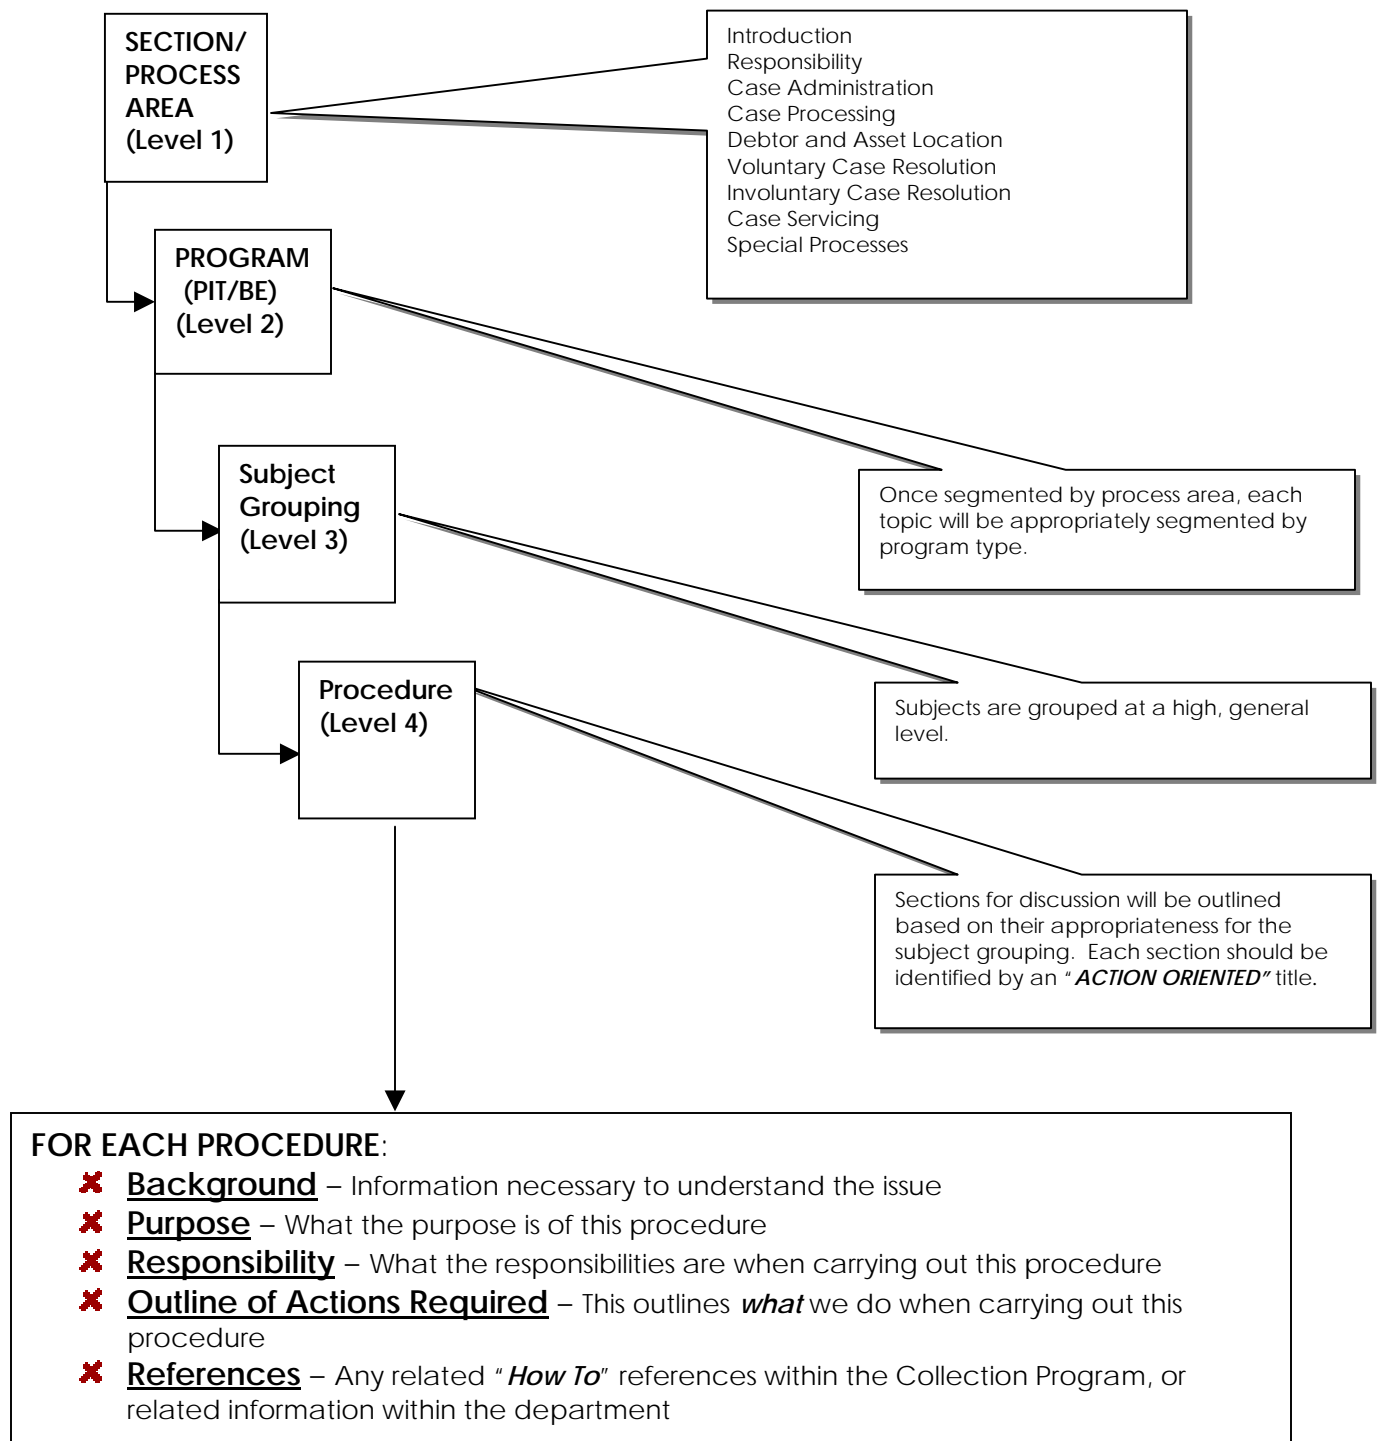 SECTION/
PROCESS
AREA
(Level 1)
Introduction
Responsibility
Case Administration
Case Processing
Debtor and Asset Location
Voluntary Case Resolution
Involuntary Case Resolution
Case Servicing
Special Processes
PROGRAM
(PIT/BE)
(Level 2)
Once segmented by process area, each
topic will be appropriately segmented by
program type.
Subject
Grouping
(Level 3)
Subjects are grouped at a high, general
level.
Procedure
(Level 4)
Sections for discussion will be outlined
based on their appropriateness for the
subject grouping.  Each section should be
identified by an “ACTION ORIENTED” title.
FOR EACH PROCEDURE:
Background – Information necessary to understand the issue
Purpose – What the purpose is of this procedure
Responsibility – What the responsibilities are when carrying out this procedure
Outline of Actions Required – This outlines what we do when carrying out this
procedure
References – Any related “How To” references within the Collection Program, or
related information within the department